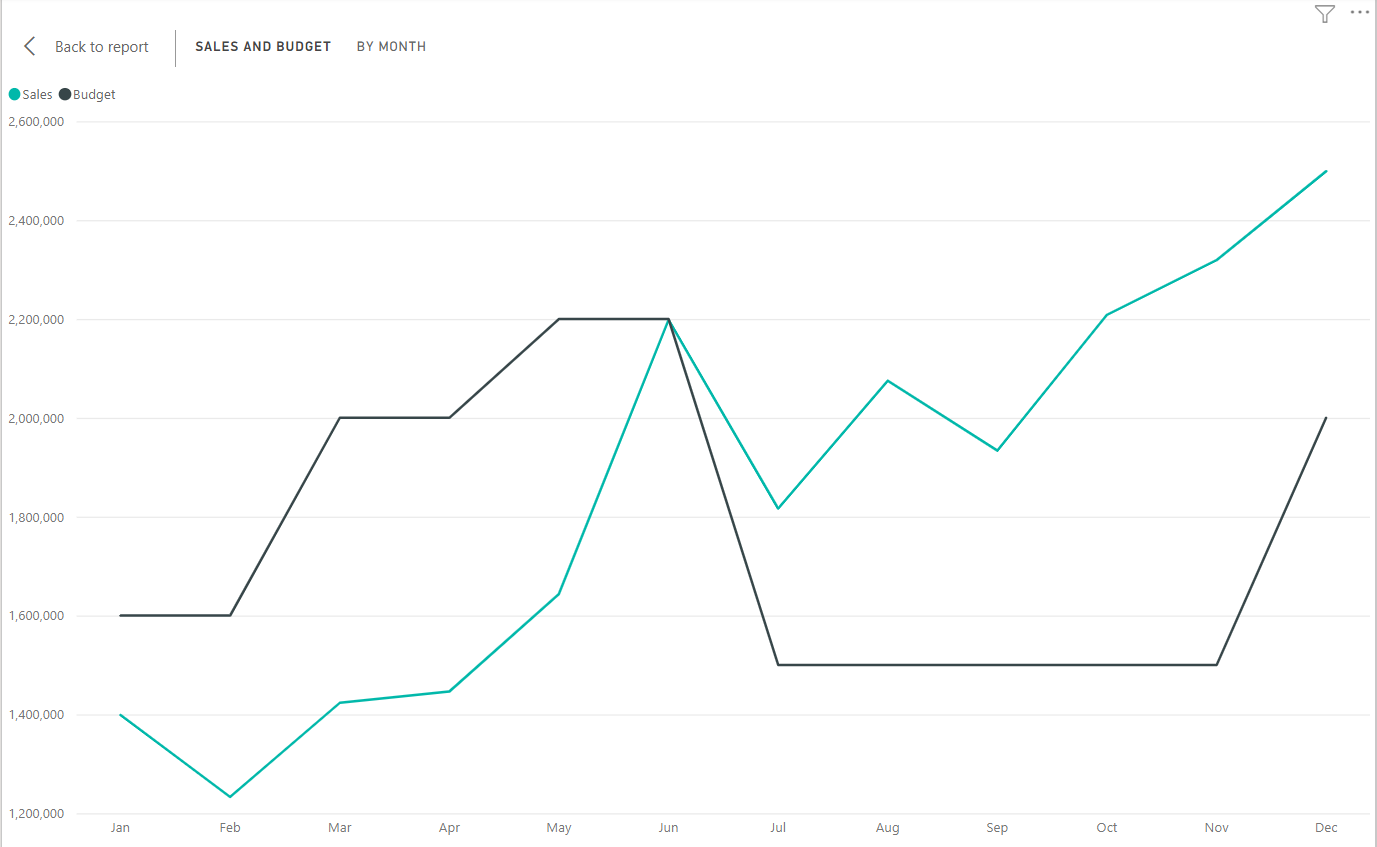 Back to report SALES AND BUDGET BY MONTH
Sales Budget
2,600,000
2,400,000
2,200,000
2,000,000
1,800,000
1,600,000
1,400,000
1,200,000
Jan Feb Mar Apr May Jun Jul Aug Sep Oct Nov Dec